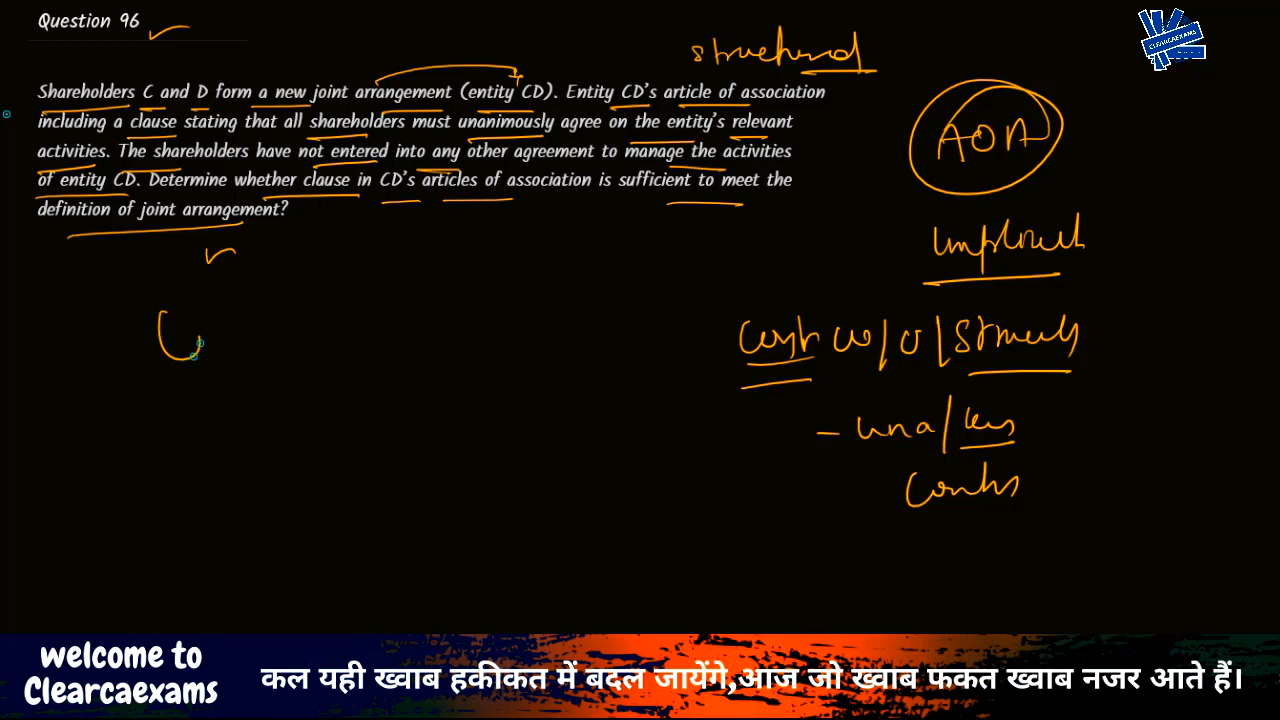 Question 96
structured
CLEARCAEXAMS
Shareholders C and D form a new joint arrangement (entity CD). Entity CD's article of association
including a clause stating that all shareholders must unanimously agree on the entity's relevant
activities. The shareholders have not entered into any other agreement to manage the activities
of entity CD. Determine whether clause in CD's articles of association is sufficient to meet the
definition of joint arrangement?
AOA
- una /
welcome to
Clearcaexams
कल यही ख्वाब हकीकत में बदल जायेंगे,आज जो ख्वाब फकत ख्वाब नजर आते हैं।